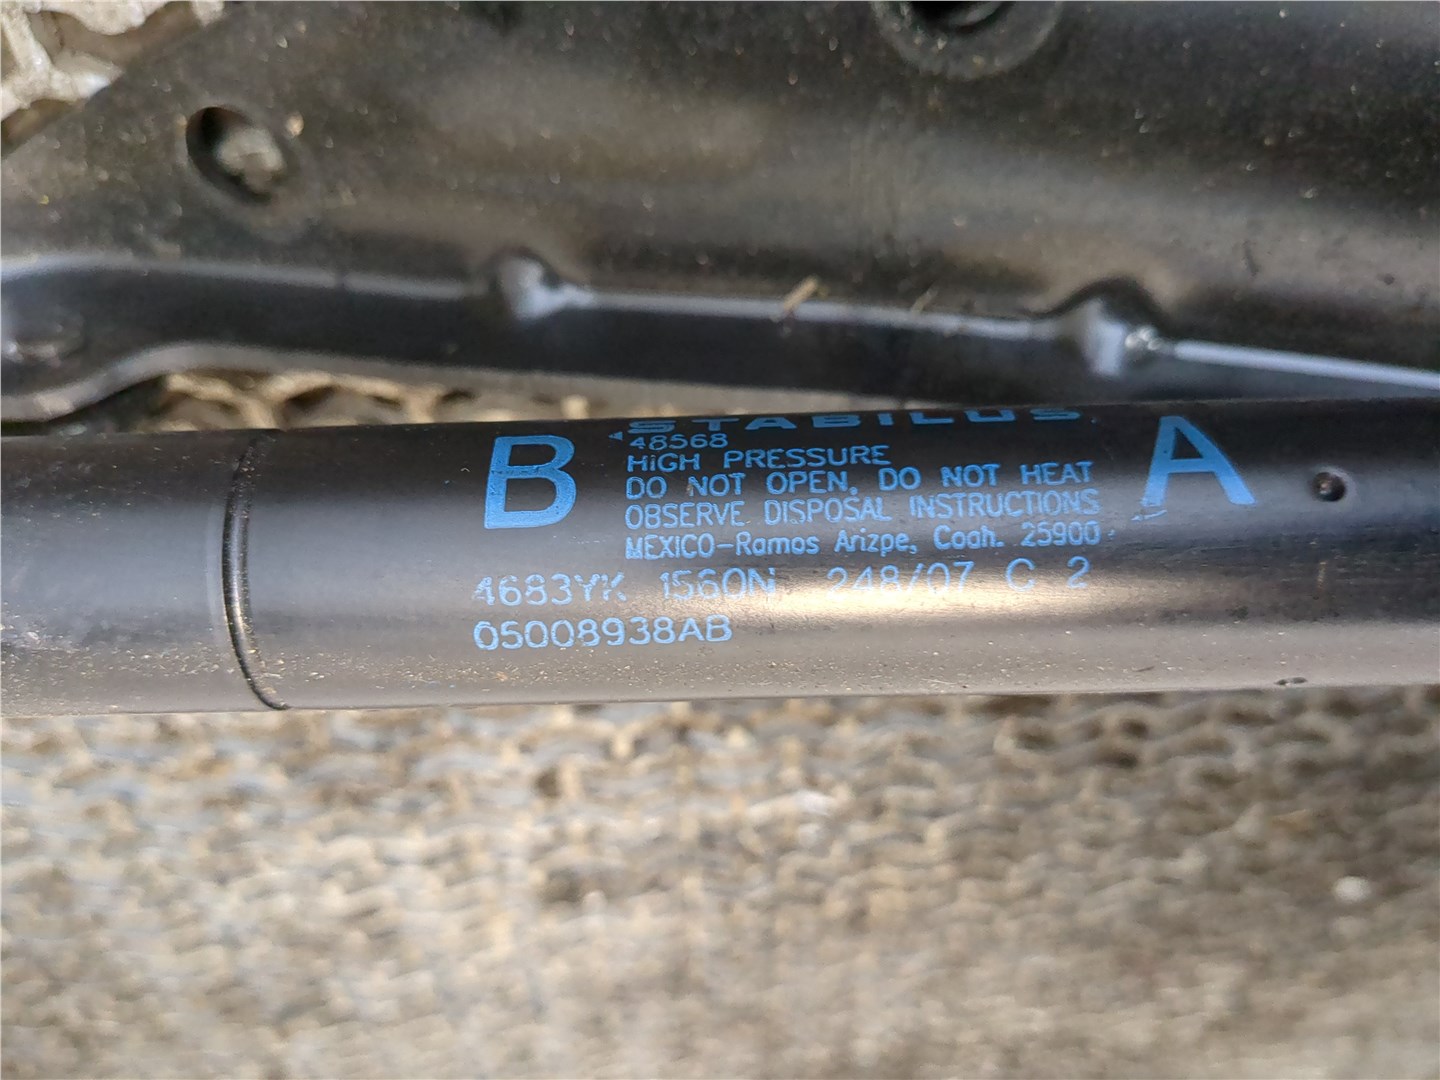 STABILUS
B
A
48568
HiGH PRESSURE
DO NOT OPEN, DO NOT HEAT
OBSERVE DISPOSAL INSTRUCTIONS
MEXICO-Ramos Arizpe, Coah. 25900
4683YK 1560N 248/07 C 2
05008938AB